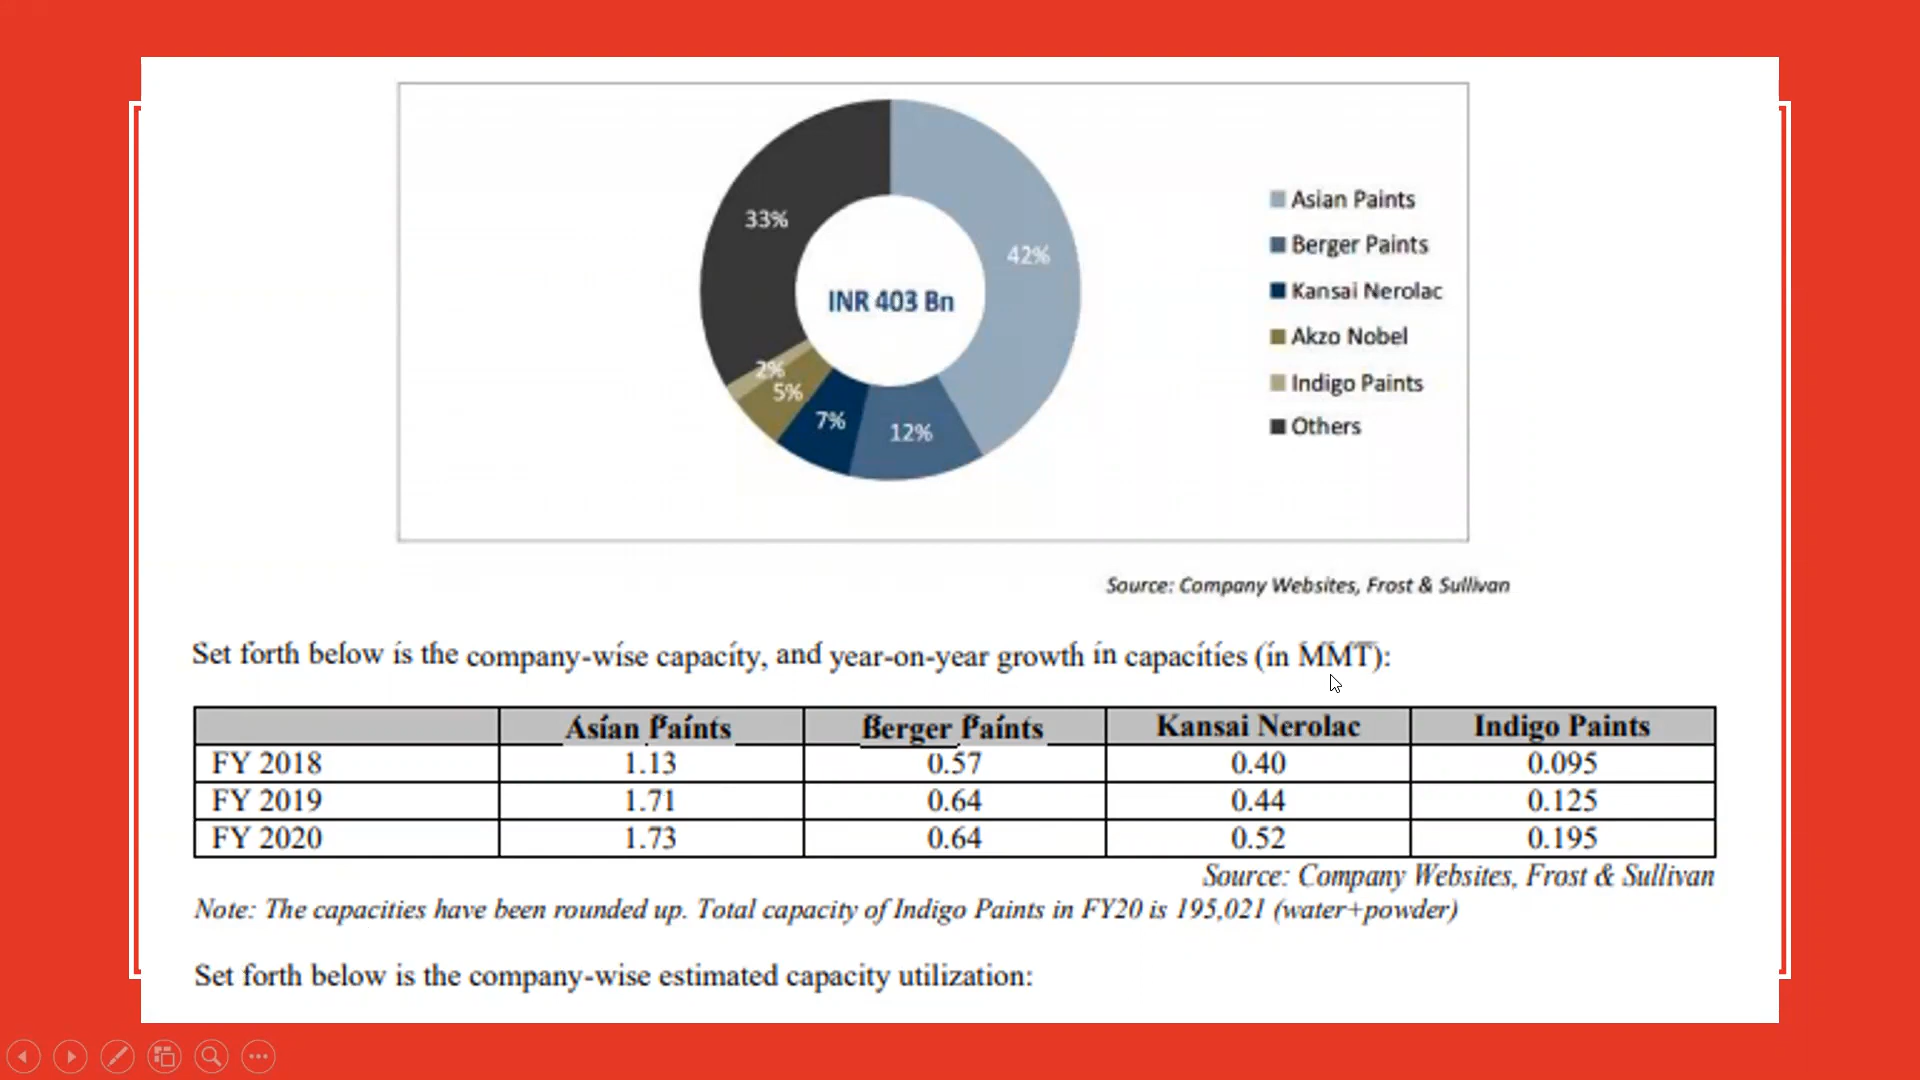 33%
42%
INR 403 Bn
2%
5%
7%
12%
Asian Paints
Berger Paints
Kansai Nerolac
Akzo Nobel
Indigo Paints
Others
Source: Company Websites, Frost & Sullivan
Set forth below is the company-wise capacity, and year-on-year growth in capacities (in MMT):
Asian Paints Berger Paints Kansai Nerolac Indigo Paints
FY 2018 1.13 0.57 0.40 0.095
FY 2019 1.71 0.64 0.44 0.125
FY 2020 1.73 0.64 0.52 0.195
Source: Company Websites, Frost & Sullivan
Note: The capacities have been rounded up. Total capacity of Indigo Paints in FY20 is 195,021 (water+powder)
Set forth below is the company-wise estimated capacity utilization: